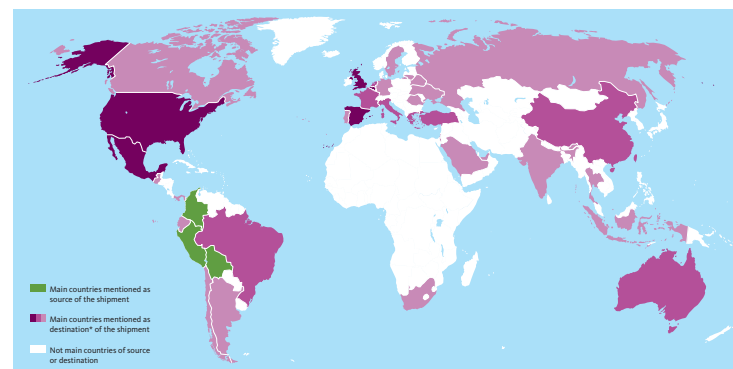 Main countries mentioned as
source of the shipment
Main countries mentioned as
destination* of the shipment
Not main countries of source
or destination